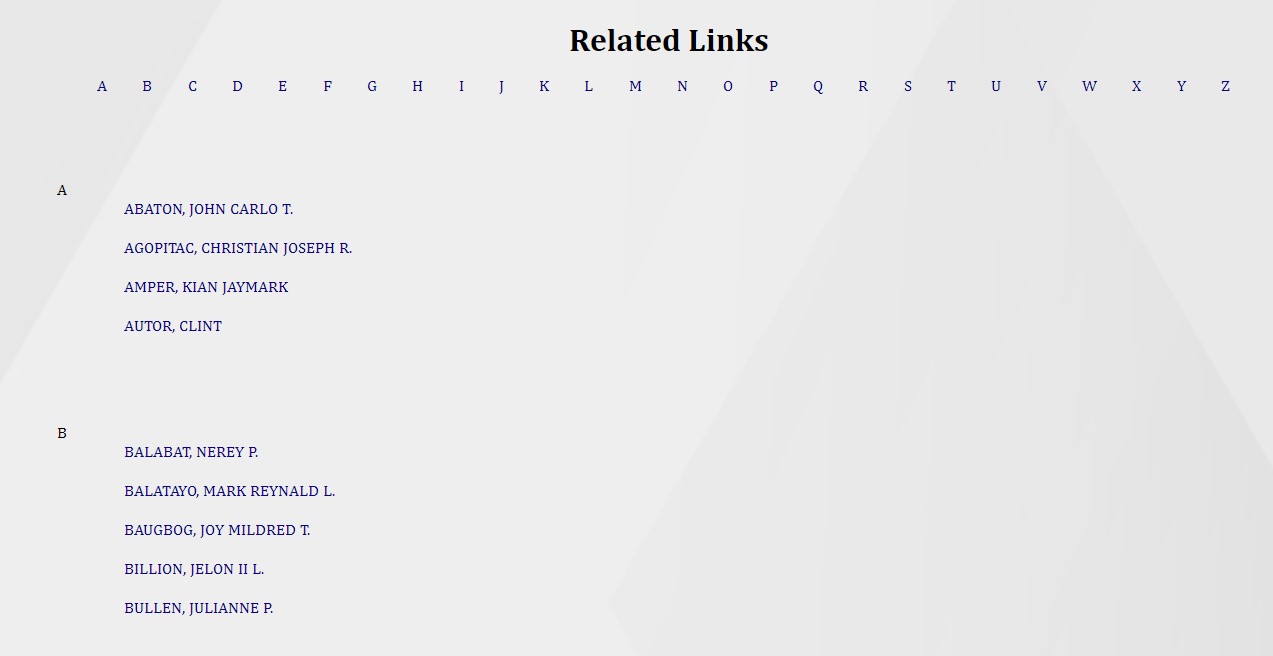 Related Links
A B C D E F G H I J K L M N O P Q R S T U V W X Y Z
A
ABATON, JOHN CARLO T.
AGOPITAC, CHRISTIAN JOSEPH R.
AMPER, KIAN JAYMARK
AUTOR, CLINT
B
BALABAT, NEREY P.
BALATAYO, MARK REYNALD L.
BAUGBOG, JOY MILDRED T.
BILLION, JELON II L.
BULLEN, JULIANNE P.